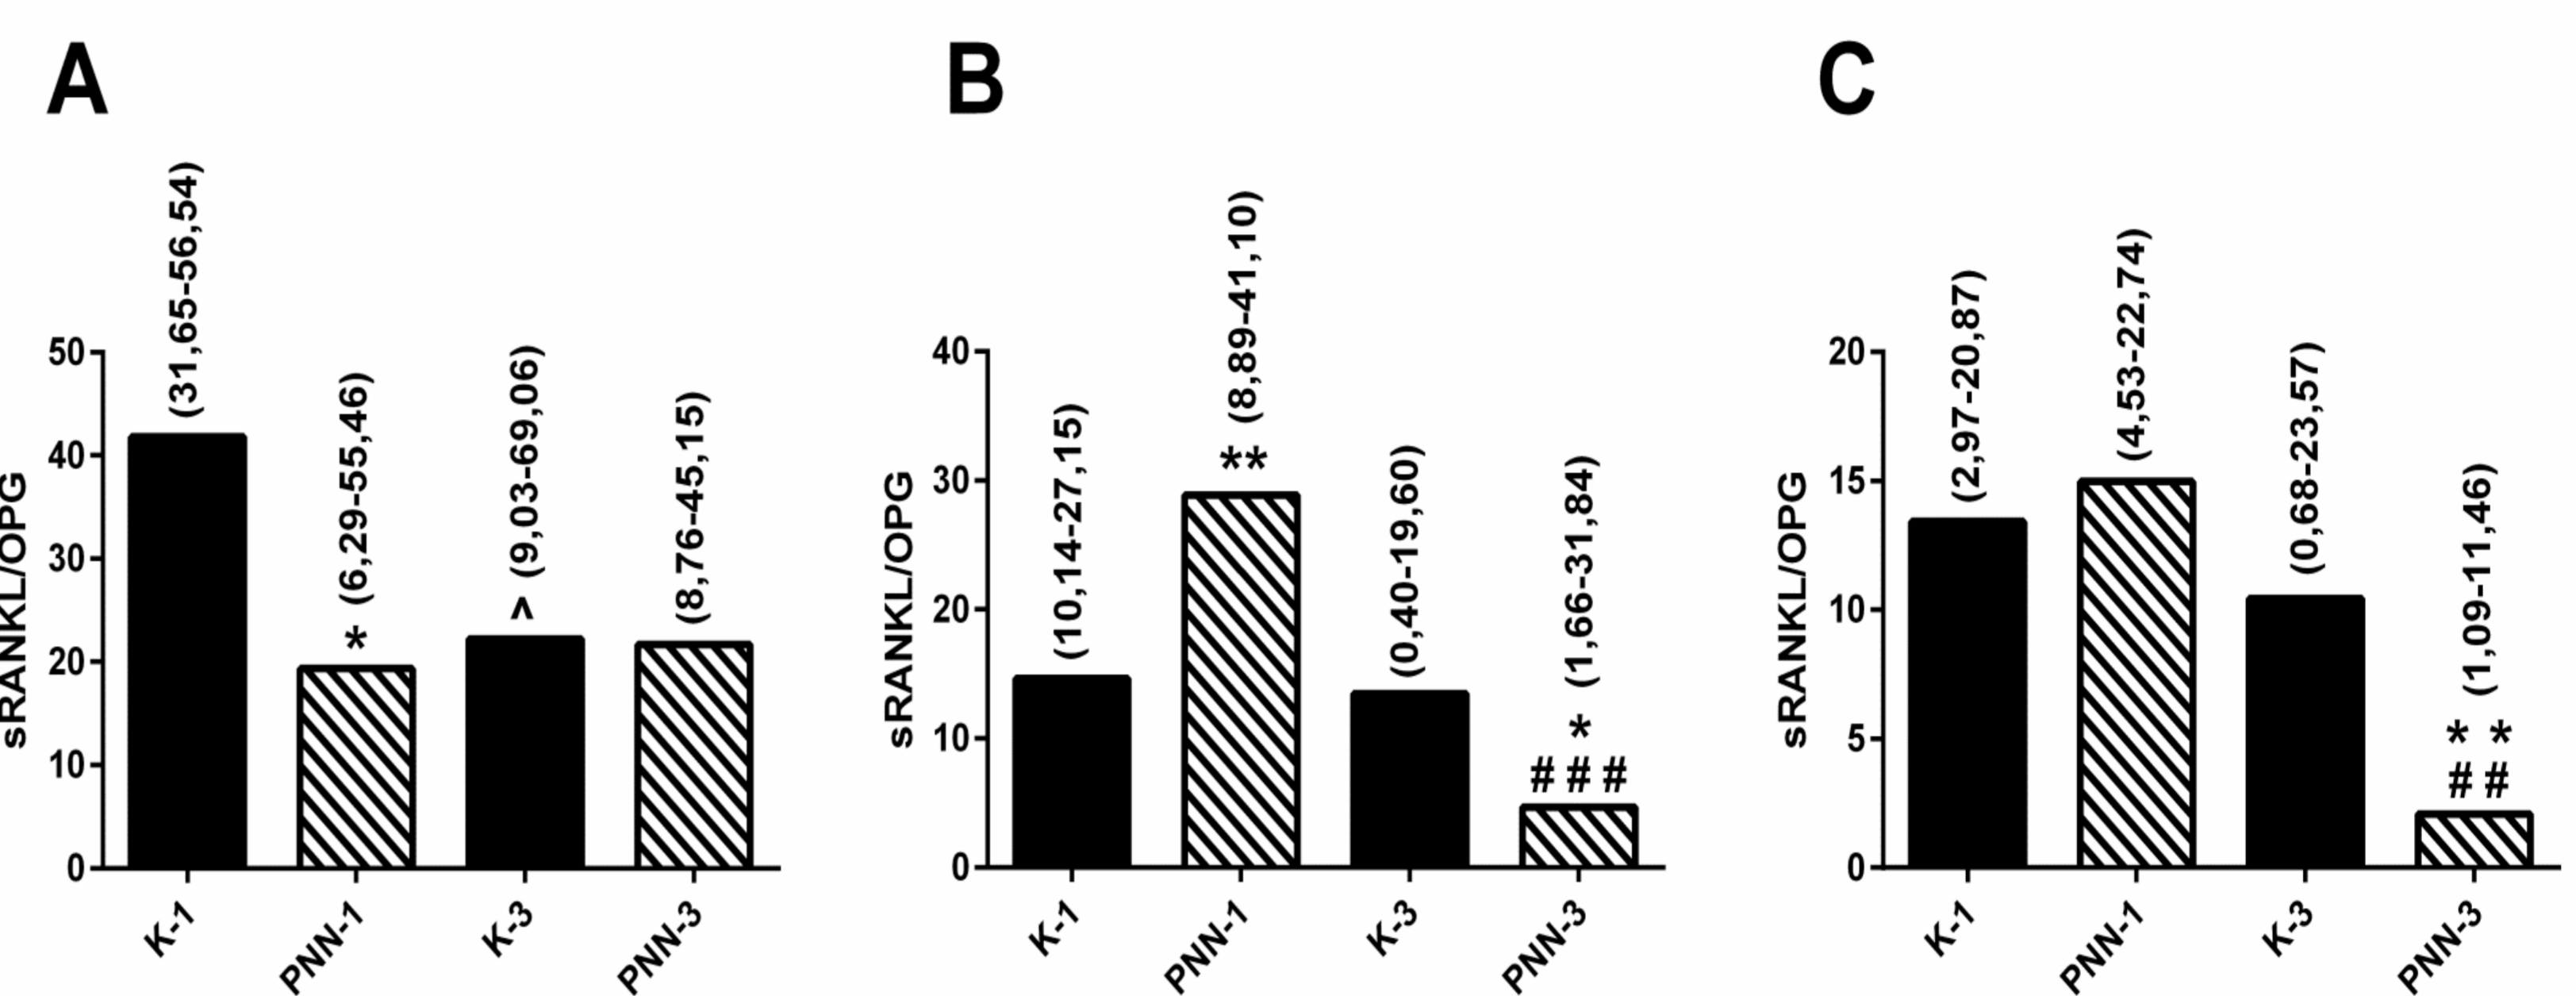 A
sRANKL/OPG
50
40
30
20
10
0
(31,65-56,54)
* (6,29-55,46)
^ (9,03-69,06)
(8,76-45,15)
K-1
PNN-1
K-3
PNN-3
B
sRANKL/OPG
40
30
20
10
0
(10,14-27,15)
** (8,89-41,10)
(0,40-19,60)
(1,66-31,84)
*
# # #
K-1
PNN-1
K-3
PNN-3
C
sRANKL/OPG
20
15
10
5
0
(2,97-20,87)
(4,53-22,74)
(0,68-23,57)
(1,09-11,46)
* *
# #
K-1
PNN-1
K-3
PNN-3